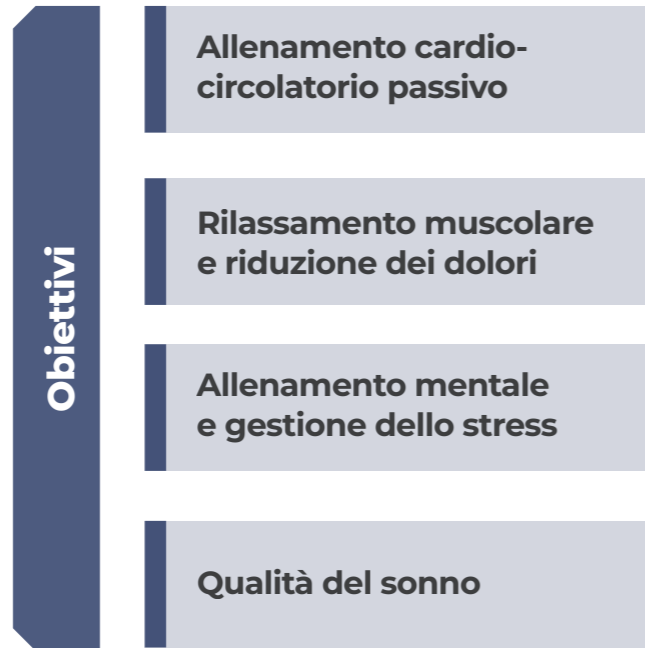 Obiettivi
Allenamento cardio-
circolatorio passivo
Rilassamento muscolare
e riduzione dei dolori
Allenamento mentale
e gestione dello stress
Qualità del sonno